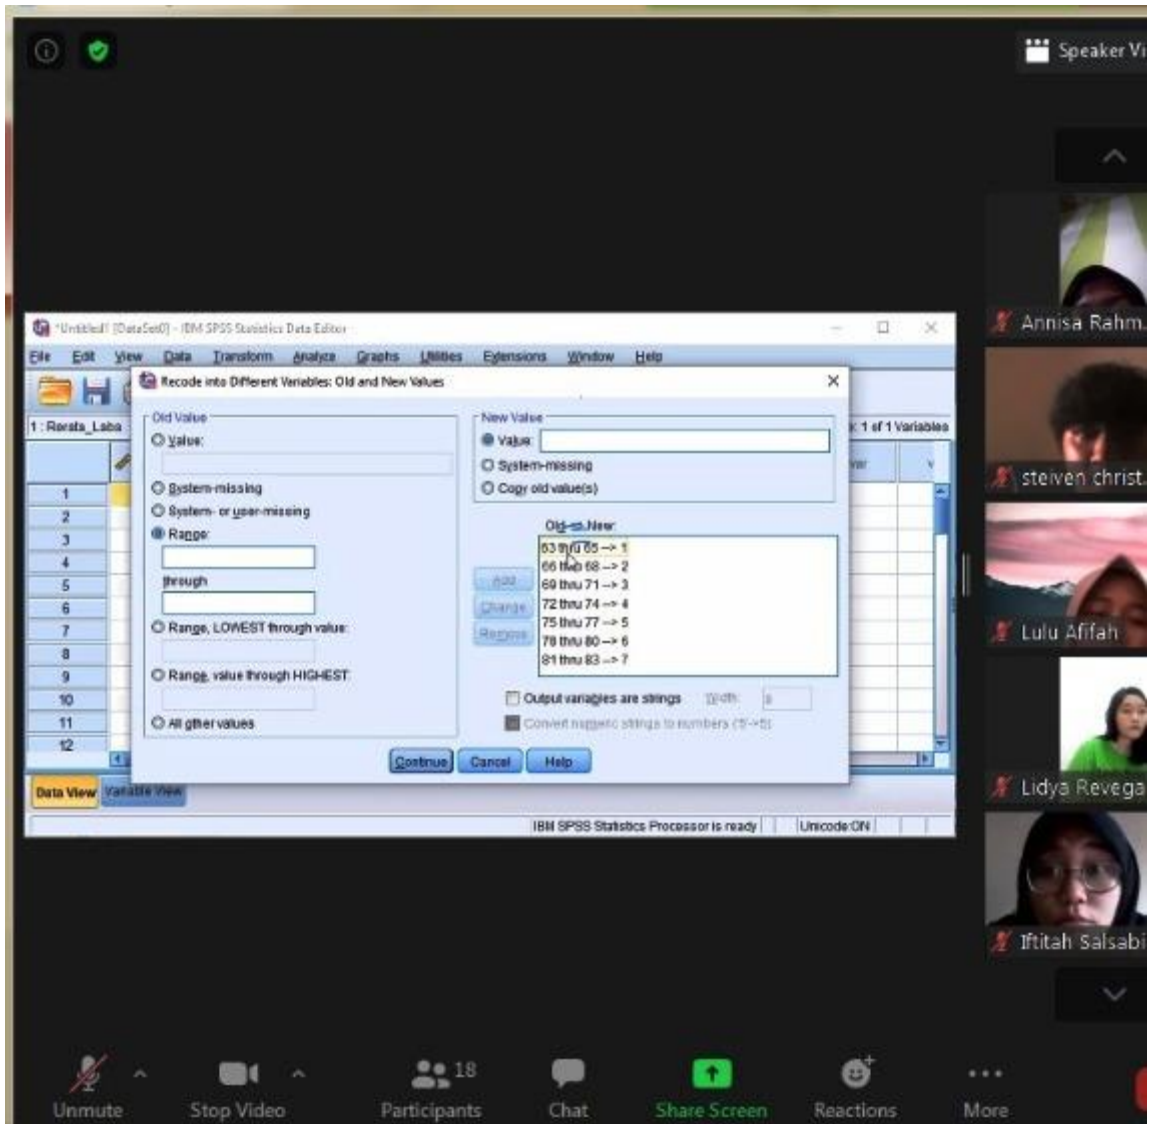 Speaker Vi
*Untitled1 [DataSet0] - IBM SPSS Statistics Data Editor
File Edit View Data Transform Analyze Graphs Utilities Extensions Window Help
Recode into Different Variables: Old and New Values
1 : Rerata_Laba
1 of 1 Variables
Old Value
Value:
System-missing
System- or user-missing
Range:
through
Range, LOWEST through value:
Range, value through HIGHEST:
All other values
New Value
Value:
System-missing
Copy old value(s)
Old --> New:
63 thru 65 --> 1
66 thru 68 --> 2
69 thru 71 --> 3
72 thru 74 --> 4
75 thru 77 --> 5
78 thru 80 --> 6
81 thru 83 --> 7
Add
Change
Remove
Output variables are strings Width: 8
Convert numeric strings to numbers ('5'->5)
Continue Cancel Help
var
v
1
2
3
4
5
6
7
8
9
10
11
12
Data View Variable View
IBM SPSS Statistics Processor is ready Unicode:ON
Annisa Rahm.
steiven christ.
Lulu Afifah
Lidya Revega
Iftitah Salsabi
Unmute Stop Video Participants 18 Chat Share Screen Reactions More